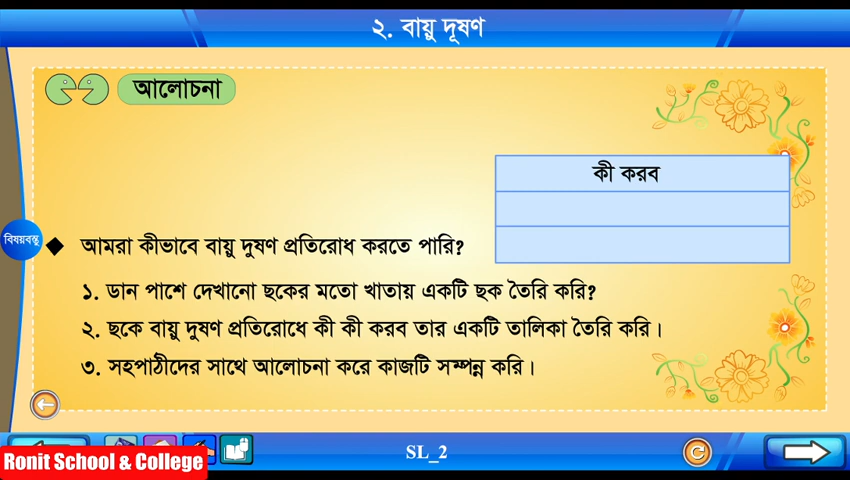 ২. বায়ু দূষণ
আলোচনা
কী করব
বিষয়বস্তু
আমরা কীভাবে বায়ু দুষণ প্রতিরোধ করতে পারি?
১. ডান পাশে দেখানো ছকের মতো খাতায় একটি ছক তৈরি করি?
২. ছকে বায়ু দুষণ প্রতিরোধে কী কী করব তার একটি তালিকা তৈরি করি।
৩. সহপাঠীদের সাথে আলোচনা করে কাজটি সম্পন্ন করি।
SL_2
Ronit School & College